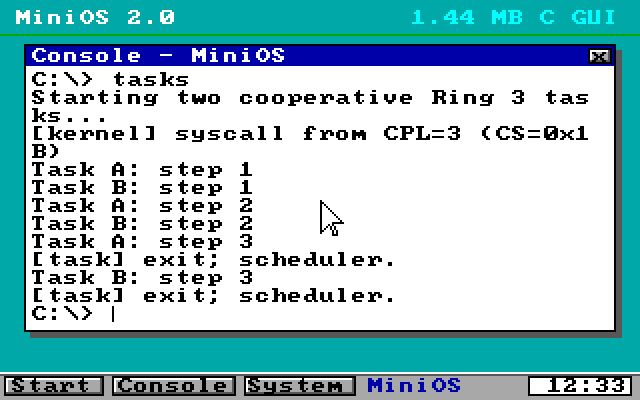 MiniOS 2.0
1.44 MB C GUI
Console - MiniOS
C:\> tasks
Starting two cooperative Ring 3 tas
ks...
[kernel] syscall from CPL=3 (CS=0x1
B)
Task A: step 1
Task B: step 1
Task A: step 2
Task B: step 2
Task A: step 3
[task] exit; scheduler.
Task B: step 3
[task] exit; scheduler.
C:\> |
Start
Console
System
MiniOS
12:33